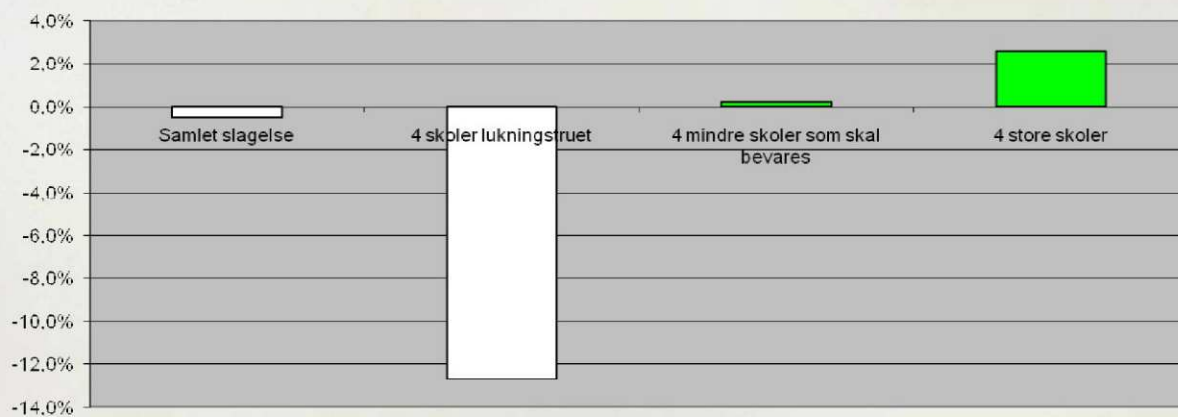 4,0%
2,0%
0,0%
-2,0%
-4,0%
-6,0%
-8,0%
-10,0%
-12,0%
-14,0%
Samlet slagelse
4 skoler lukningstruet
4 mindre skoler som skal
bevares
4 store skoler